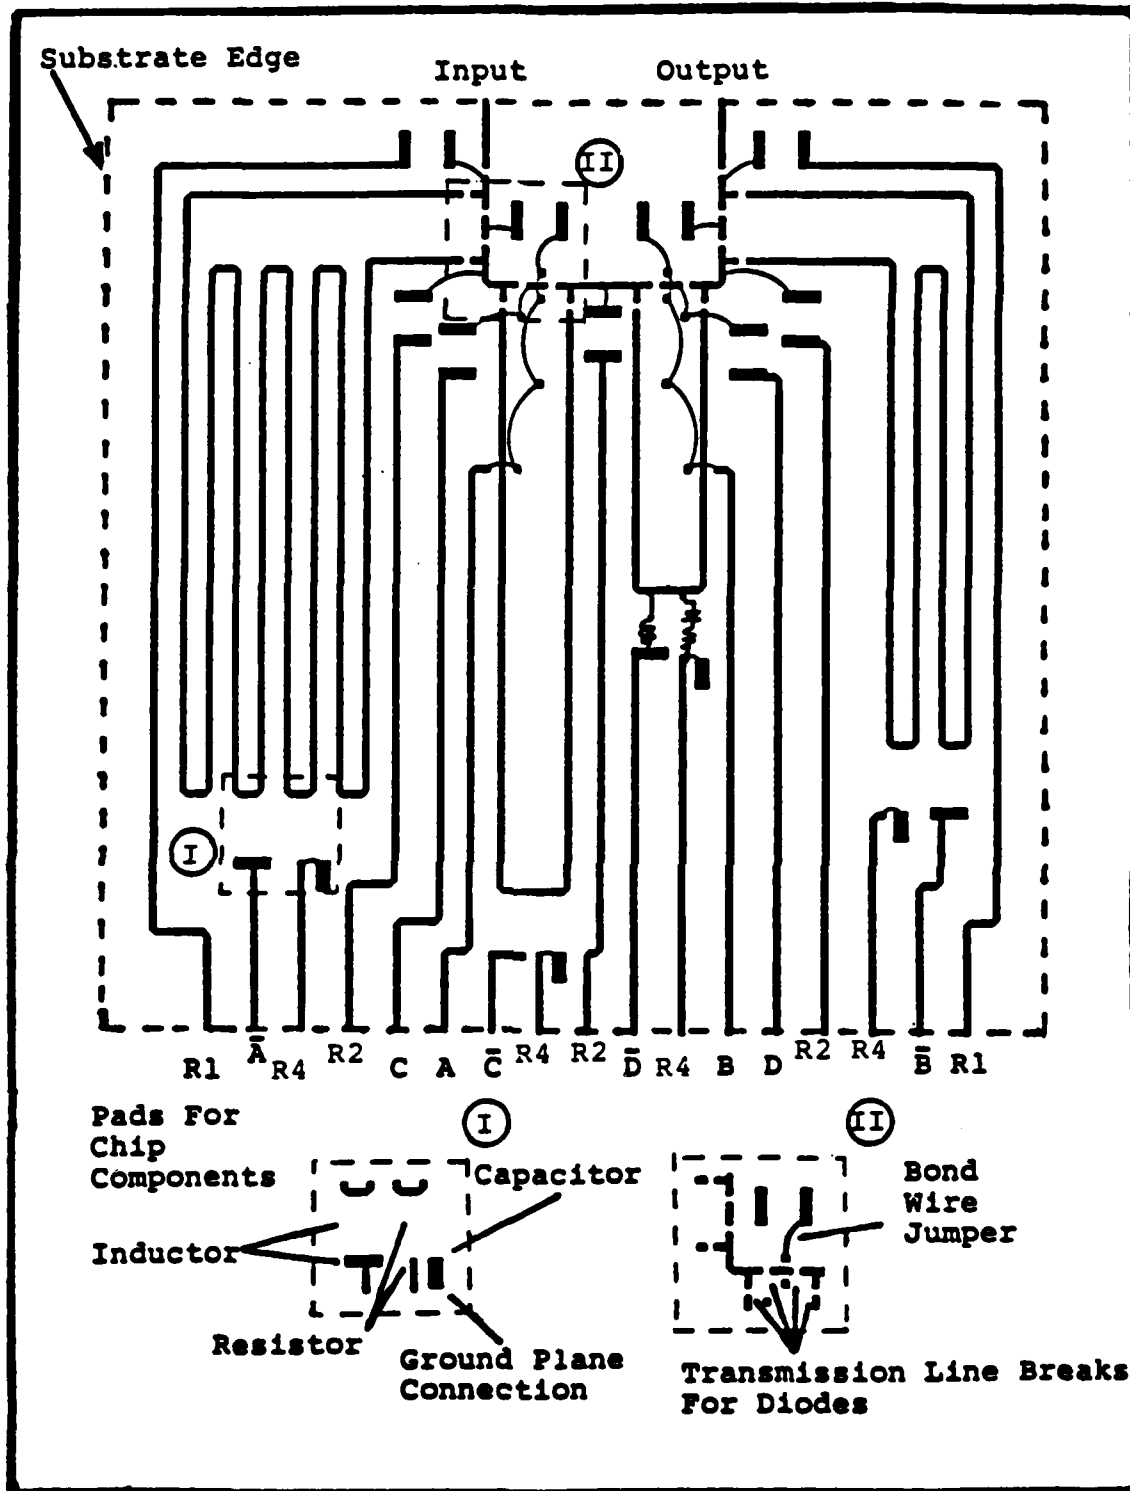 Substrate Edge
Input
Output
II
I
R1
A̅
R4
R2
C
A
C̅
R4
R2
D̅
R4
B
D
R2
R4
B̅
R1
Pads For
Chip
Components
I
Capacitor
Inductor
Resistor
Ground Plane
Connection
II
Bond
Wire
Jumper
Transmission Line Breaks
For Diodes